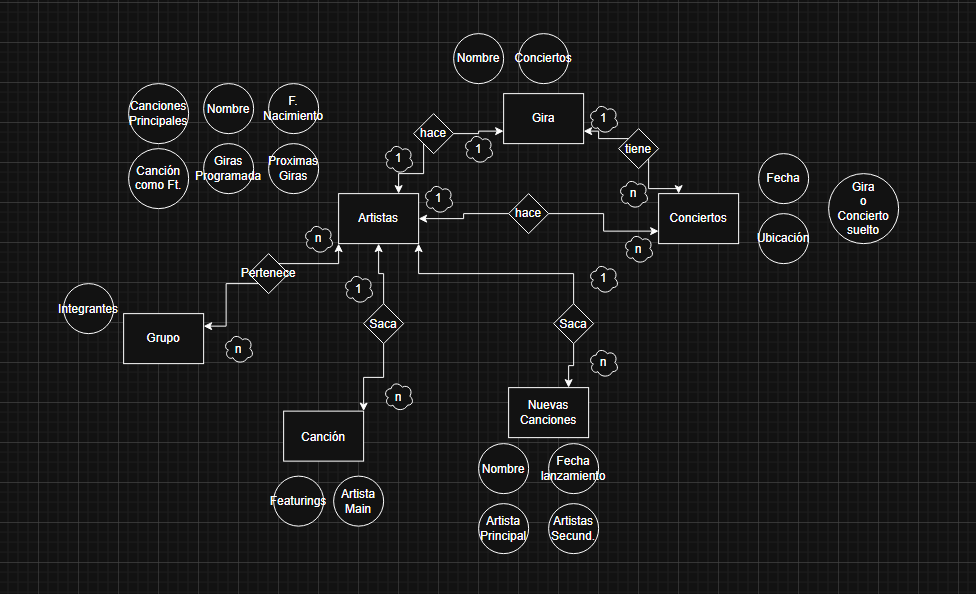 Nombre
Conciertos
Canciones
Principales
Nombre
F.
Nacimiento
Gira
1
hace
1
1
tiene
Canción
como Ft.
Giras
Programada
Proximas
Giras
Fecha
1
n
Gira
o
Concierto
suelto
Artistas
hace
Conciertos
n
Ubicación
n
Pertenece
1
1
Integrantes
Grupo
Saca
Saca
n
n
n
Nuevas
Canciones
Canción
Nombre
Fecha
lanzamiento
Featurings
Artista
Main
Artista
Principal
Artistas
Secund.